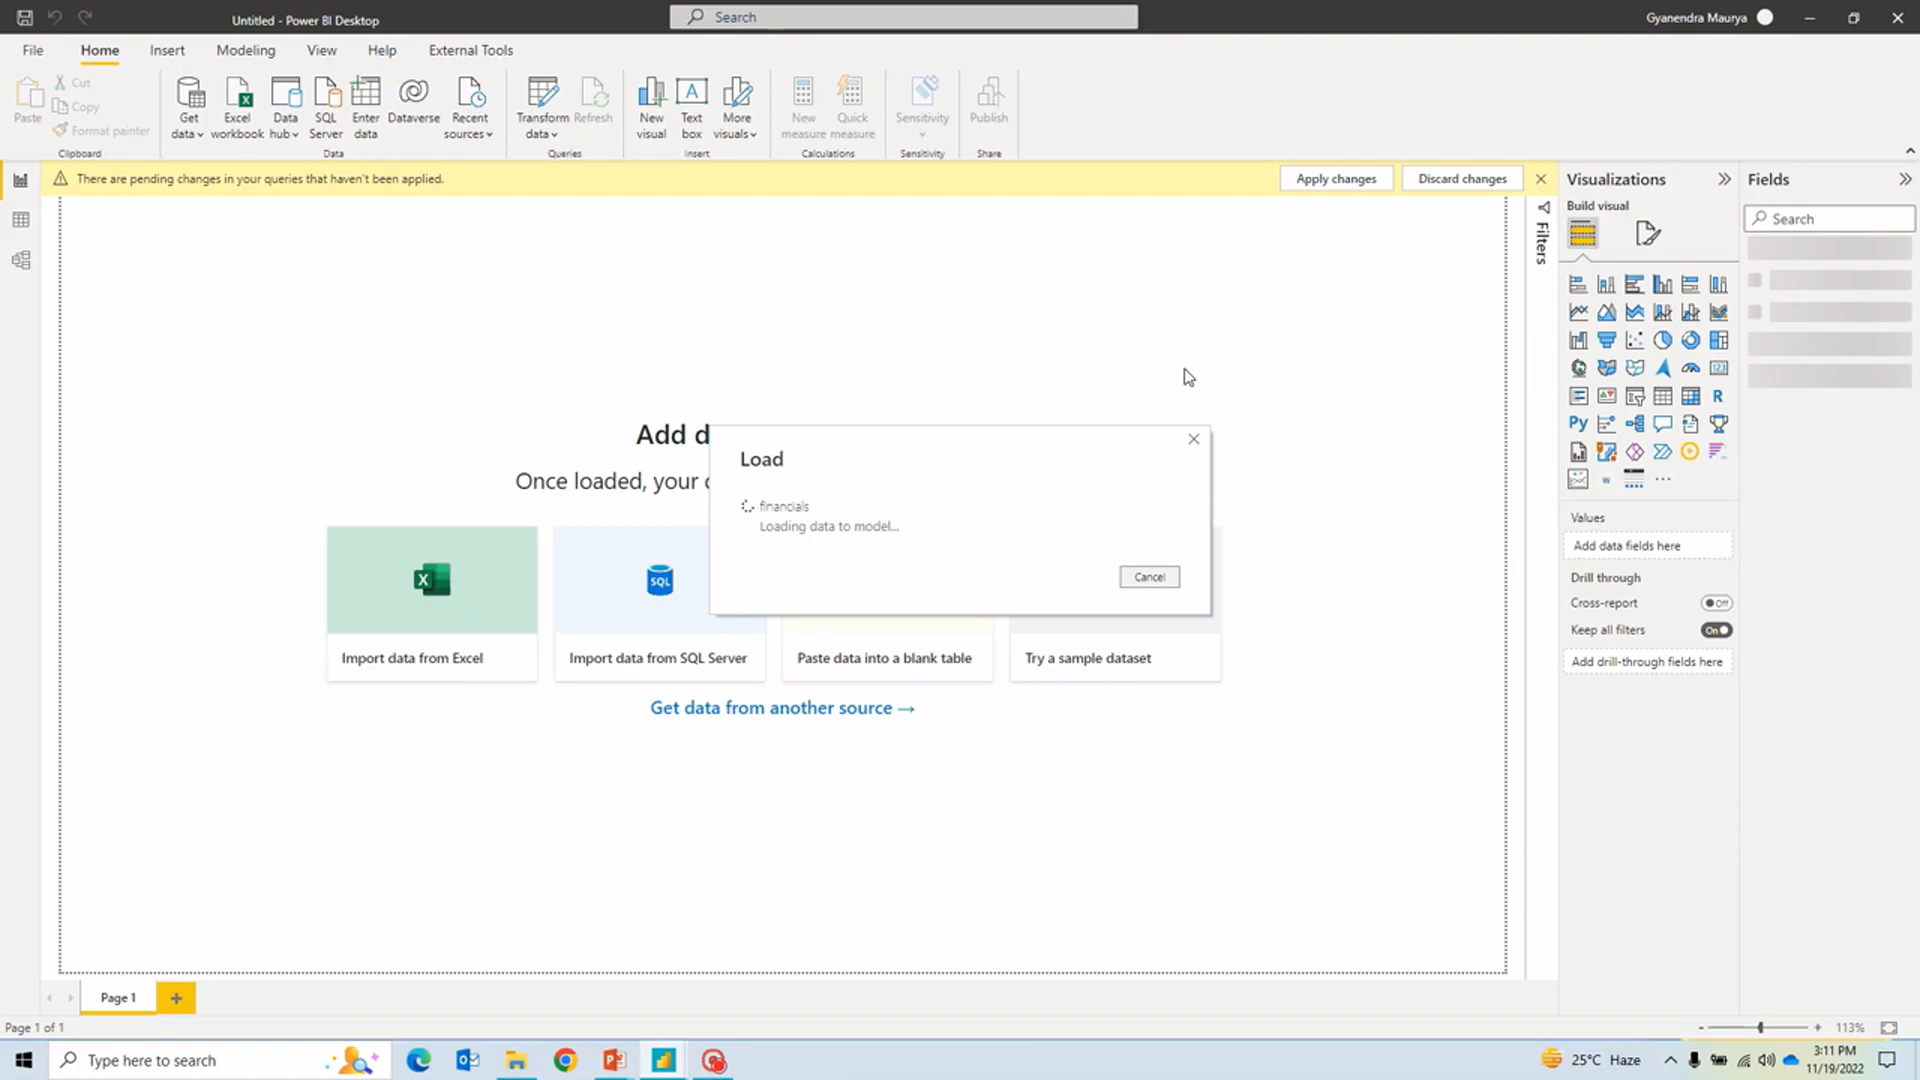 Untitled - Power BI Desktop
Search
Gyanendra Maurya
File
Home
Insert
Modeling
View
Help
External Tools
Paste
Cut
Copy
Format painter
Clipboard
Get data
Excel workbook
Data hub
SQL Server
Enter data
Dataverse
Recent sources
Data
Transform data
Refresh
Queries
New visual
A
Text box
More visuals
Insert
New measure
Quick measure
Calculations
Sensitivity
Sensitivity
Publish
Share
There are pending changes in your queries that haven't been applied.
Apply changes
Discard changes
Filters
Visualizations
Build visual
123
R
Py
Values
Add data fields here
Drill through
Cross-report
Off
Keep all filters
On
Add drill-through fields here
Fields
Search
Add d
Once loaded, your
Load
financials
Loading data to model...
Cancel
X
SQL
Import data from Excel
Import data from SQL Server
Paste data into a blank table
Try a sample dataset
Get data from another source →
Page 1
+
Page 1 of 1
-
+
113%
Type here to search
25°C Haze
3:11 PM
11/19/2022